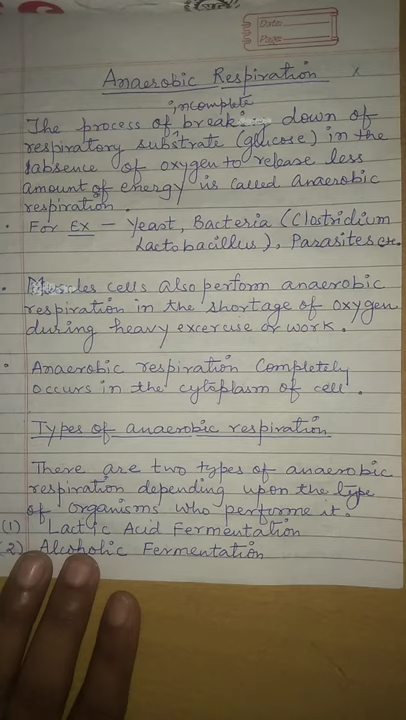 Date:
Page:
Anaerobic Respiration x
incomplete
The process of break down of
respiratory substrate (glucose) in the
absence of oxygen to release less
amount of energy is called anaerobic
respiration.
• For Ex – Yeast, Bacteria (Clostridium
Lactobacillus), Parasites etc.
• Muscles cells also perform anaerobic
respiration in the shortage of oxygen
during heavy excercise or work.
• Anaerobic respiration Completely
occurs in the cytoplasm of cell.
Types of anaerobic respiration
There are two types of anaerobic
respiration depending upon the type
of organisms who performe it.
(1) Lactic Acid Fermentation
(2) Alcoholic Fermentation